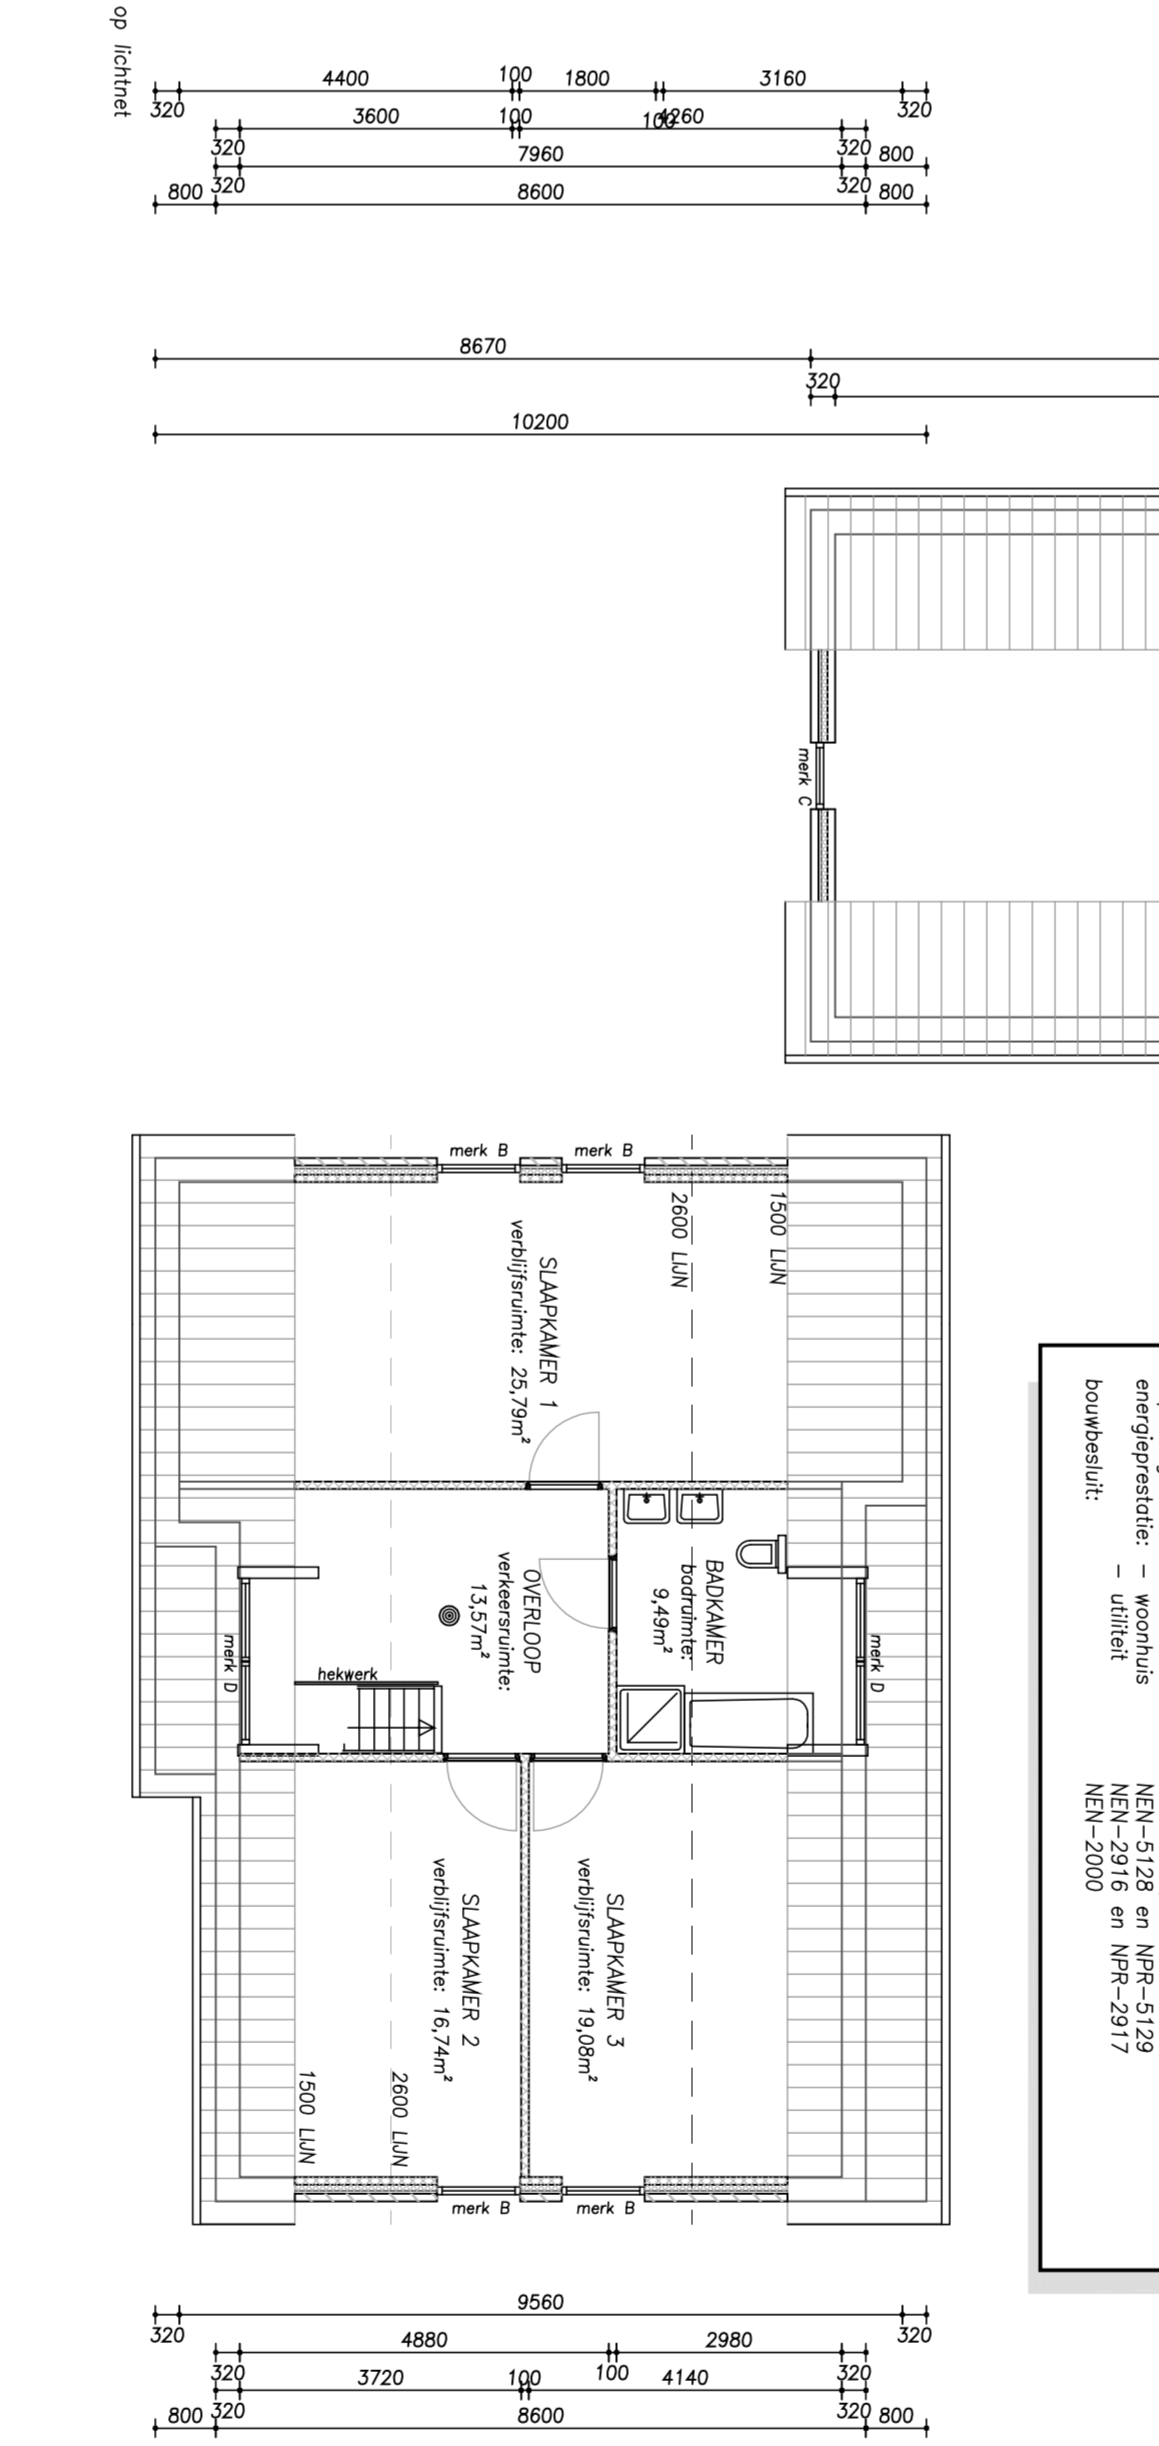 op lichtnet
4400 100 1800 3160
320 320
3600 100 100 4260
320 7960 320 800
800 320 8600 320 800
8670
320
10200
merk C
merk B merk B
1500 LIJN
2600 LIJN
SLAAPKAMER 1
verblijfsruimte: 25,79m²
energieprestatie: – woonhuis
– utiliteit
bouwbesluit:
NEN–5128 en NPR–5129
NEN–2916 en NPR–2917
NEN–2000
BADKAMER
badruimte:
9,49m²
OVERLOOP
verkeersruimte:
13,57m²
hekwerk
merk D
merk D
SLAAPKAMER 3
verblijfsruimte: 19,08m²
SLAAPKAMER 2
verblijfsruimte: 16,74m²
2600 LIJN
1500 LIJN
merk B merk B
9560
320 320
4880 2980
320 100 320
3720 100 4140
320 320
800 8600 800